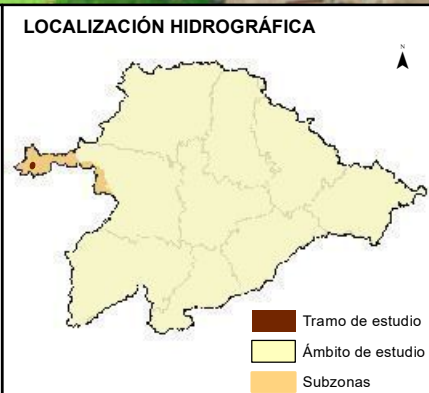 LOCALIZACIÓN HIDROGRÁFICA
N
Tramo de estudio
Ámbito de estudio
Subzonas